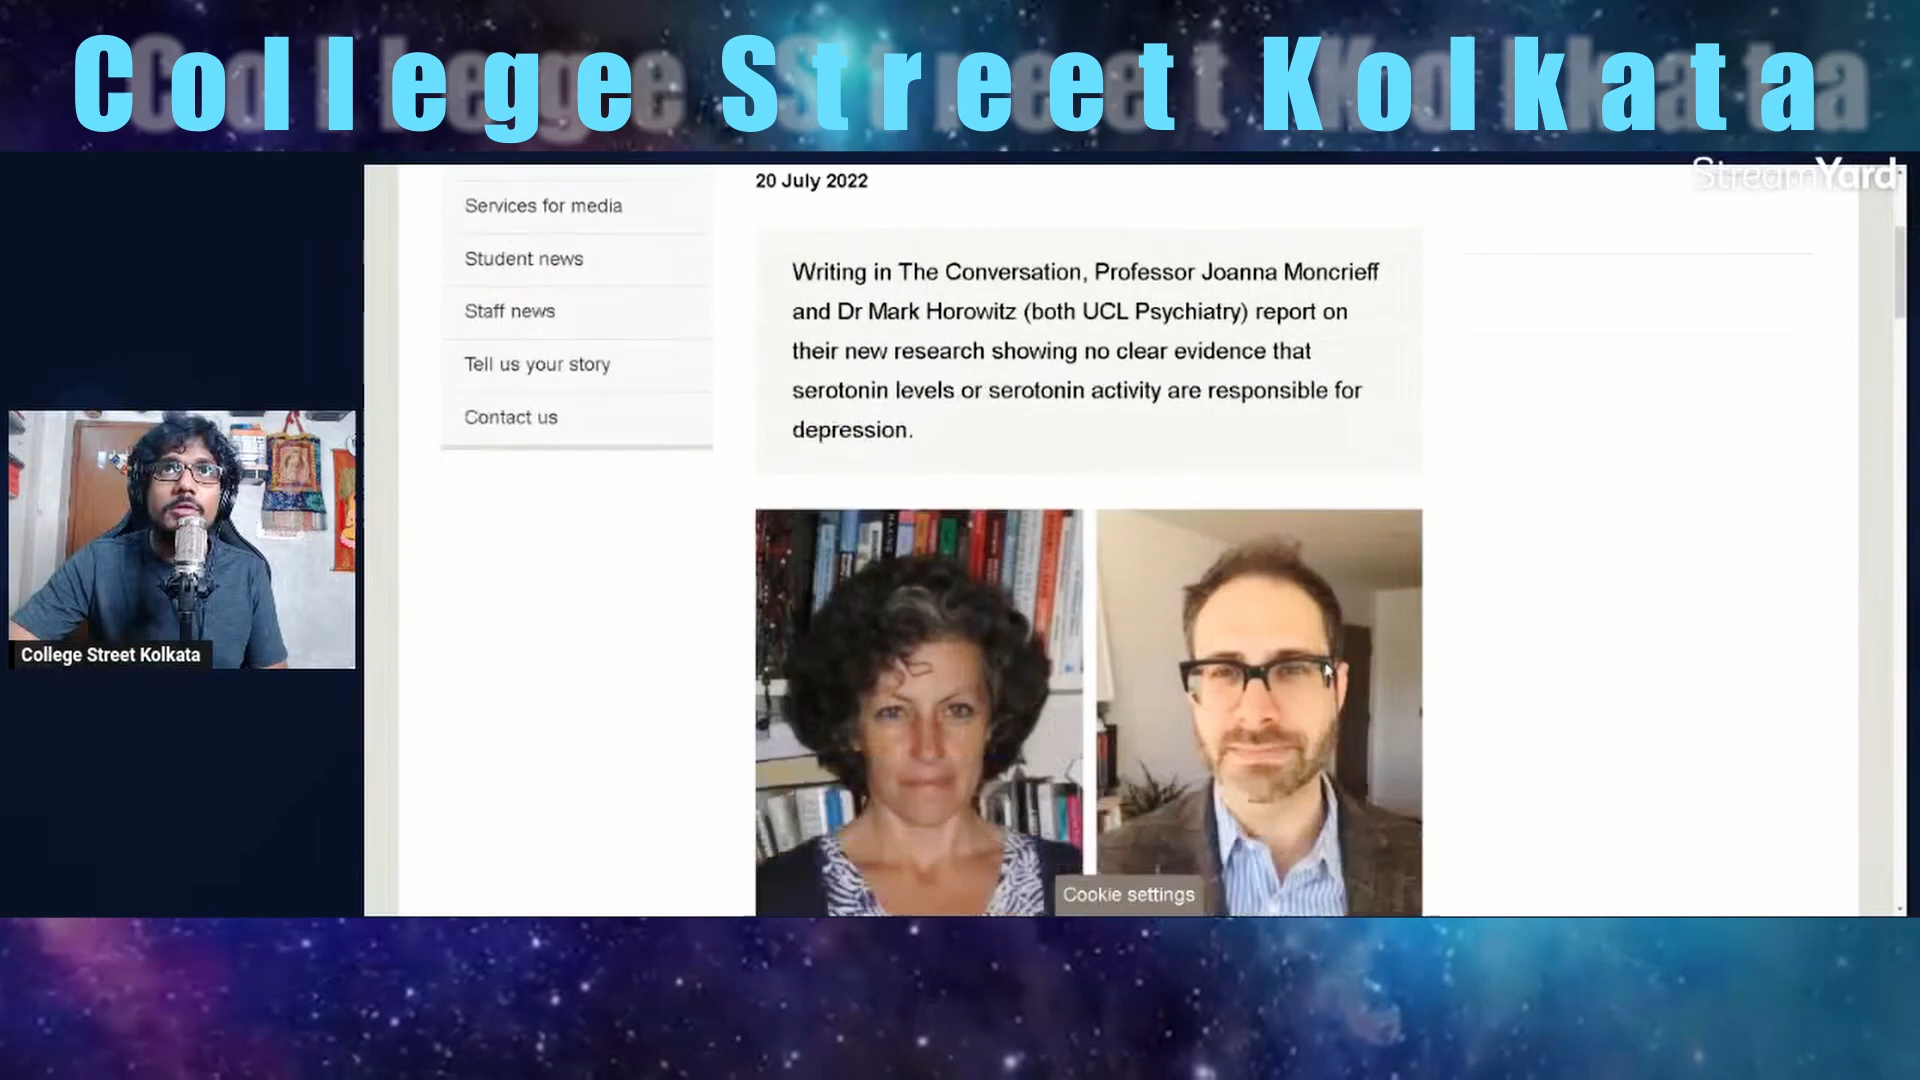 College Street Kolkata
StreamYard
20 July 2022
Services for media
Student news
Staff news
Tell us your story
Contact us
Writing in The Conversation, Professor Joanna Moncrieff
and Dr Mark Horowitz (both UCL Psychiatry) report on
their new research showing no clear evidence that
serotonin levels or serotonin activity are responsible for
depression.
College Street Kolkata
Cookie settings